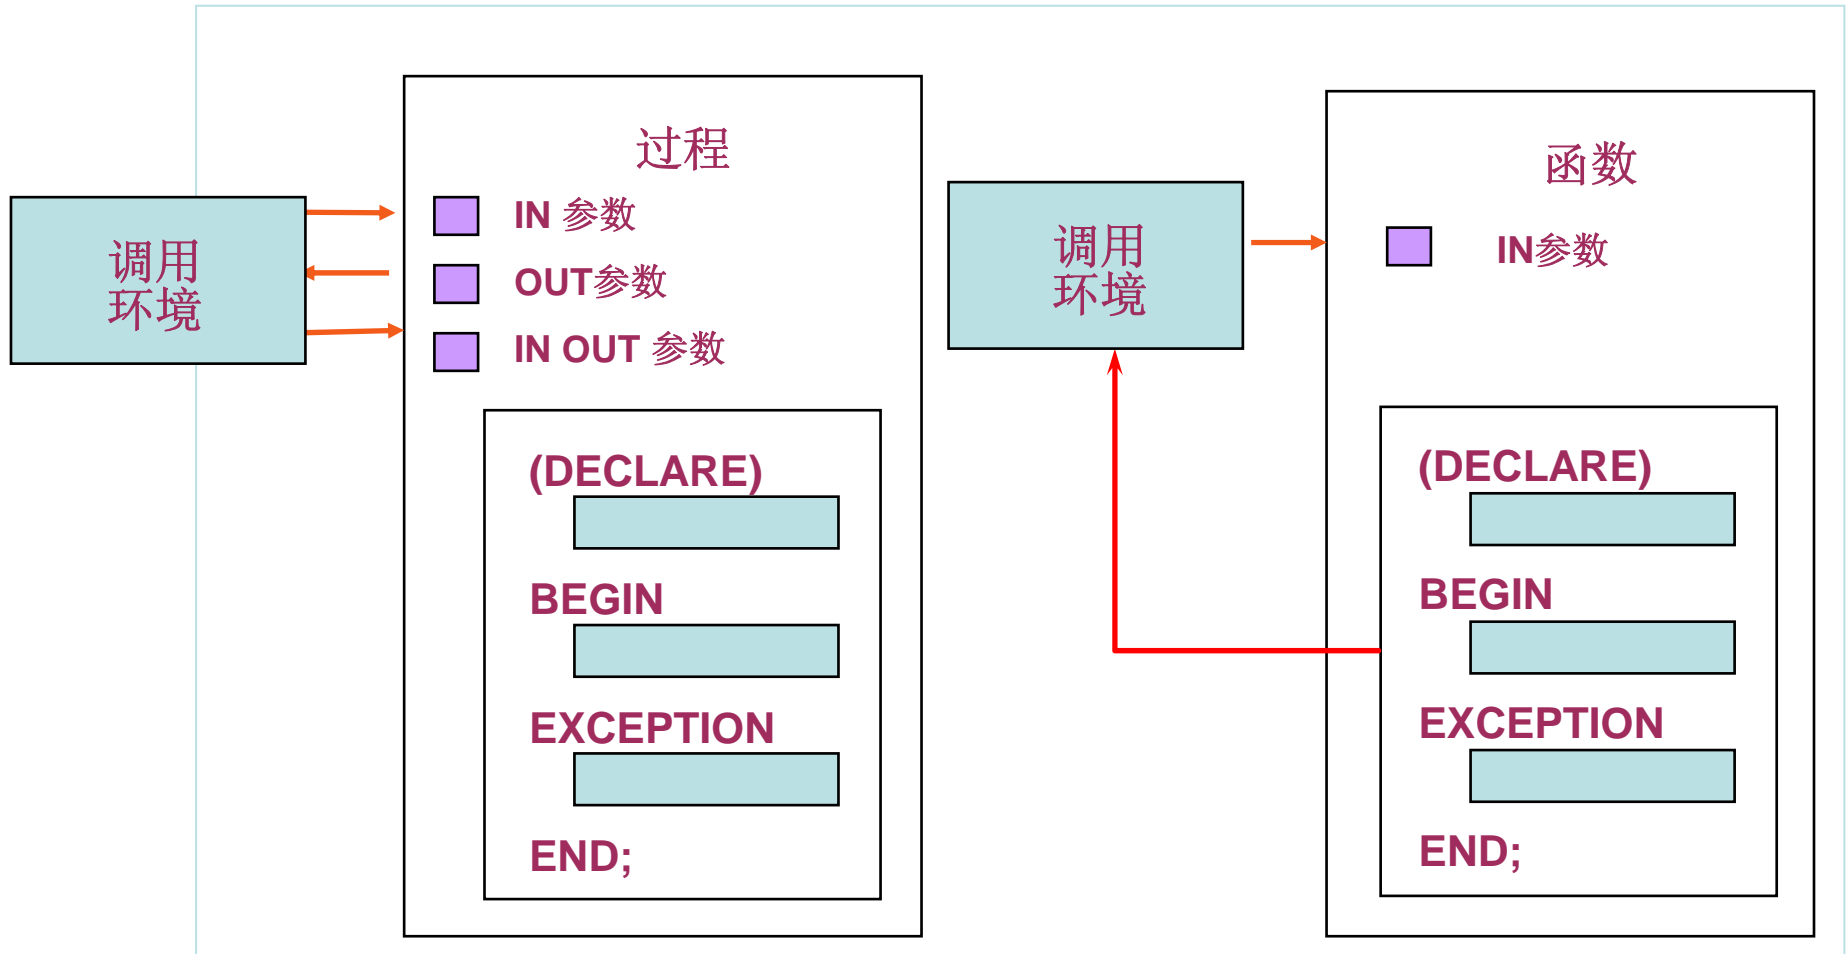 调用
环境
过程
IN 参数
OUT参数
IN OUT 参数
(DECLARE)
BEGIN
EXCEPTION
END;
调用
环境
函数
IN参数
(DECLARE)
BEGIN
EXCEPTION
END;